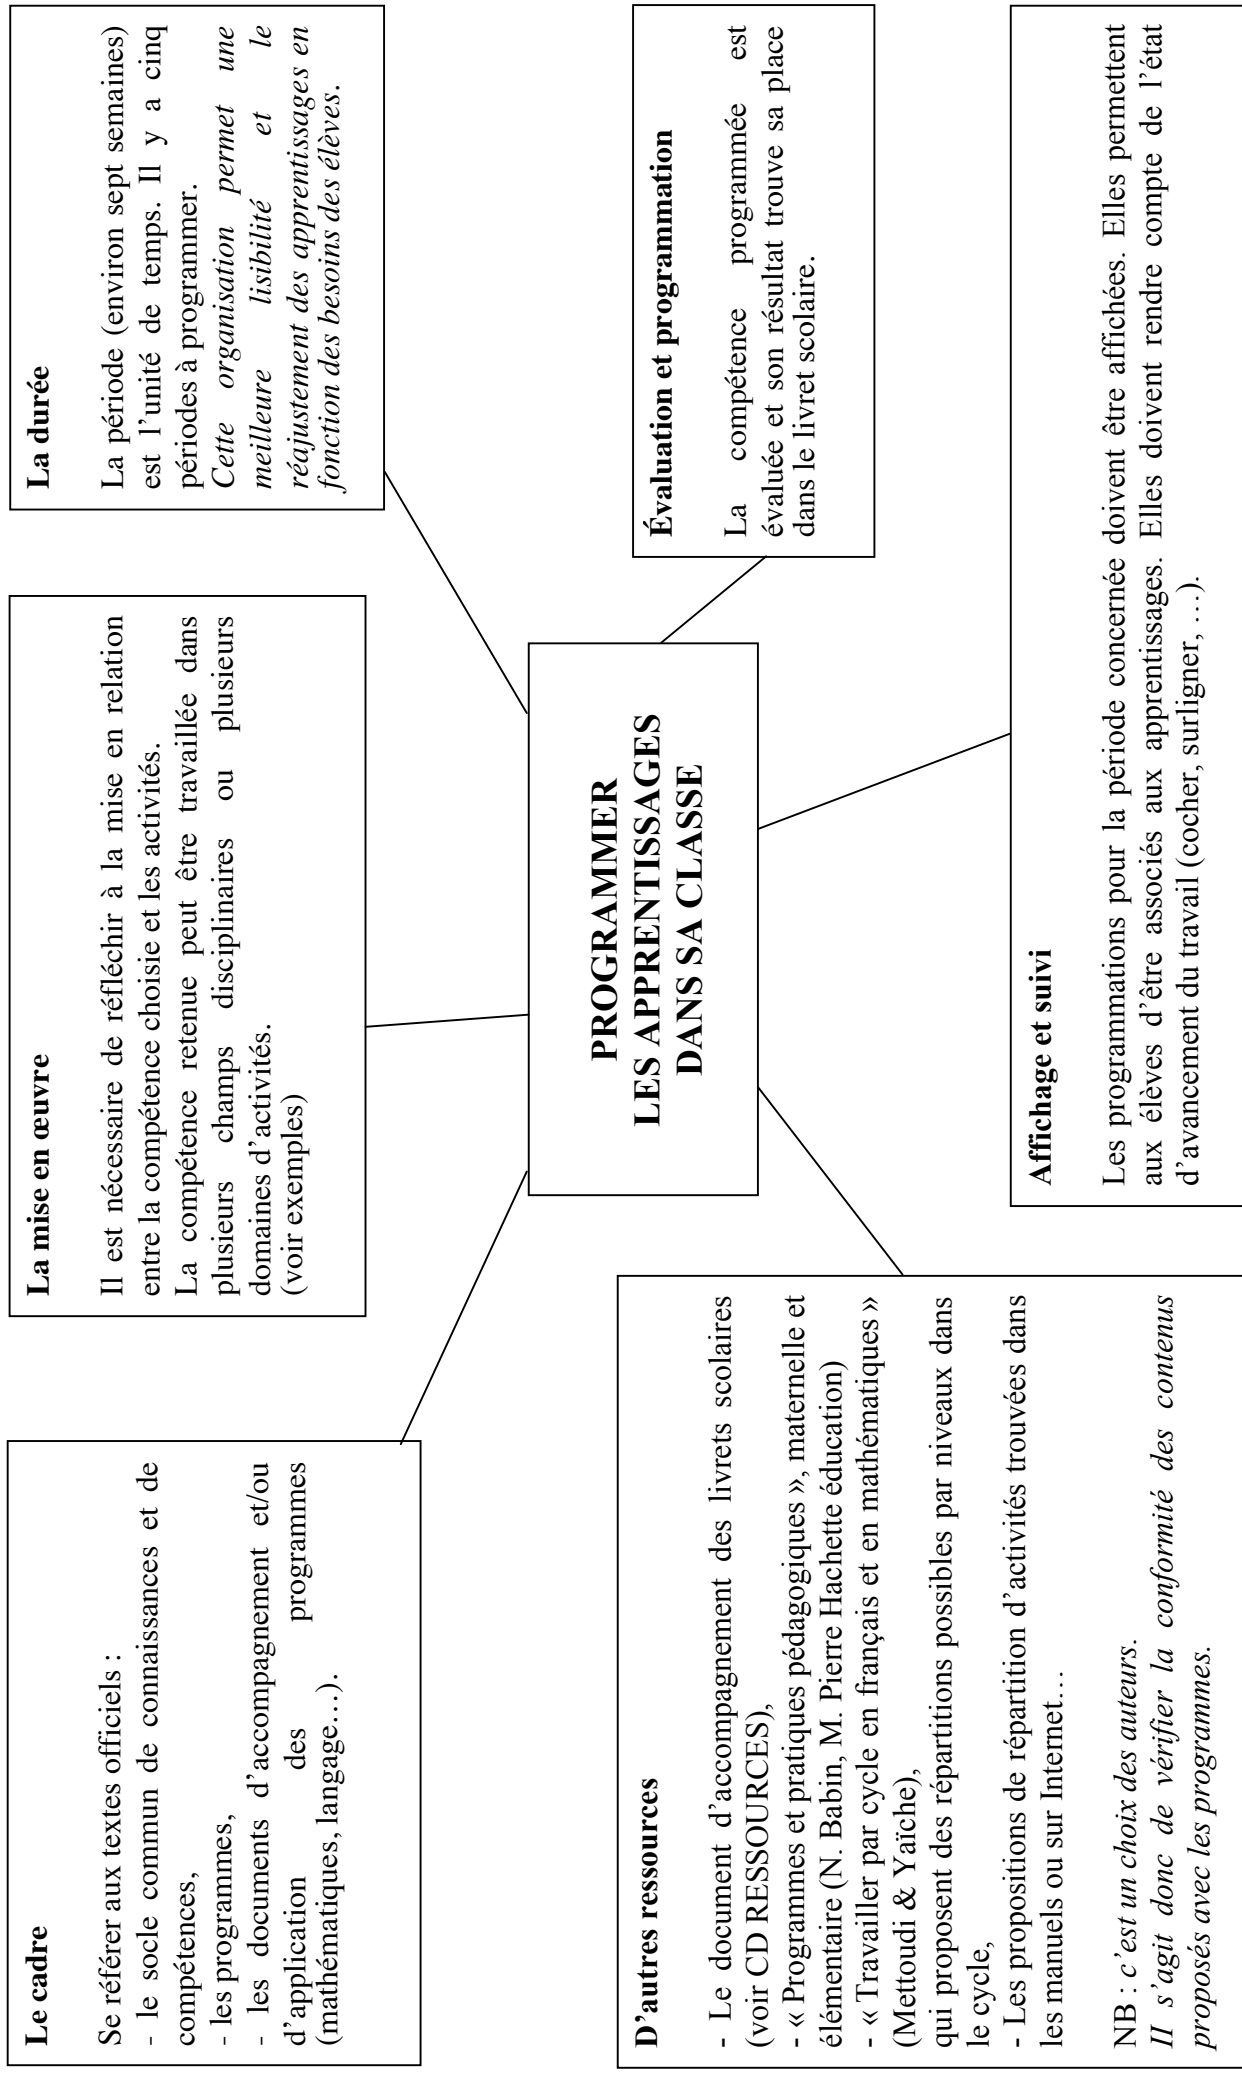 Le cadre
Se référer aux textes officiels :
- le socle commun de connaissances et de
compétences,
- les programmes,
- les documents d'accompagnement et/ou
d'application des programmes
(mathématiques, langage…).
La mise en œuvre
Il est nécessaire de réfléchir à la mise en relation
entre la compétence choisie et les activités.
La compétence retenue peut être travaillée dans
plusieurs champs disciplinaires ou plusieurs
domaines d'activités.
(voir exemples)
La durée
La période (environ sept semaines)
est l'unité de temps. Il y a cinq
périodes à programmer.
Cette organisation permet une
meilleure lisibilité et le
réajustement des apprentissages en
fonction des besoins des élèves.
PROGRAMMER
LES APPRENTISSAGES
DANS SA CLASSE
Évaluation et programmation
La compétence programmée est
évaluée et son résultat trouve sa place
dans le livret scolaire.
D'autres ressources
- Le document d'accompagnement des livrets scolaires
(voir CD RESSOURCES),
- « Programmes et pratiques pédagogiques », maternelle et
élémentaire (N. Babin, M. Pierre Hachette éducation)
- « Travailler par cycle en français et en mathématiques »
(Mettoudi & Yaïche),
qui proposent des répartitions possibles par niveaux dans
le cycle,
- Les propositions de répartition d'activités trouvées dans
les manuels ou sur Internet…
NB : c'est un choix des auteurs.
Il s'agit donc de vérifier la conformité des contenus
proposés avec les programmes.
Affichage et suivi
Les programmations pour la période concernée doivent être affichées. Elles permettent
aux élèves d'être associés aux apprentissages. Elles doivent rendre compte de l'état
d'avancement du travail (cocher, surligner, …).